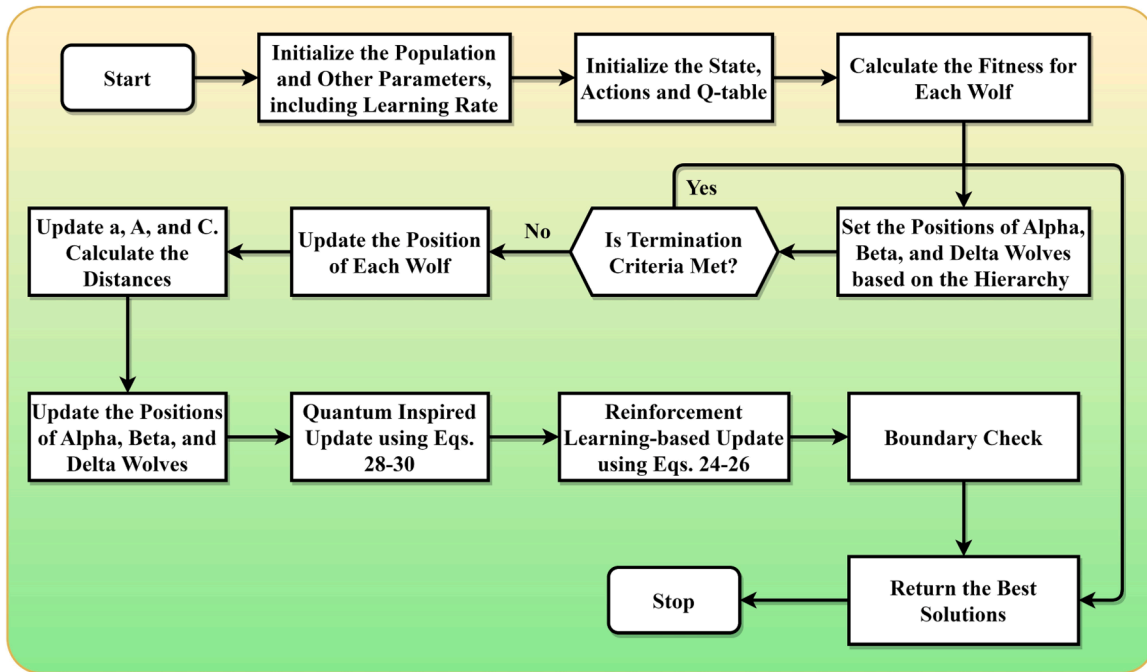 Start
Initialize the Population
and Other Parameters,
including Learning Rate
Initialize the State,
Actions and Q-table
Calculate the Fitness for
Each Wolf
Yes
Update a, A, and C.
Calculate the
Distances
Update the Position
of Each Wolf
No
Is Termination
Criteria Met?
Set the Positions of Alpha,
Beta, and Delta Wolves
based on the Hierarchy
Update the Positions
of Alpha, Beta, and
Delta Wolves
Quantum Inspired
Update using Eqs.
28-30
Reinforcement
Learning-based Update
using Eqs. 24-26
Boundary Check
Stop
Return the Best
Solutions